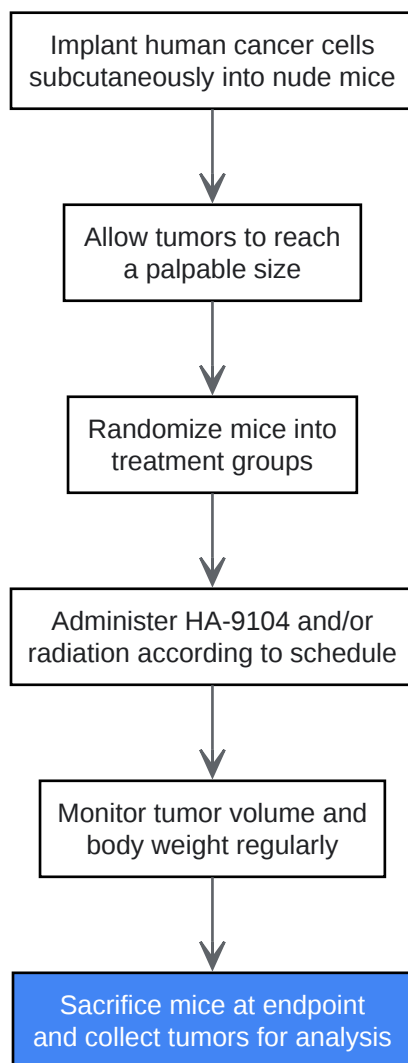 Implant human cancer cells
subcutaneously into nude mice
Allow tumors to reach
a palpable size
Randomize mice into
treatment groups
Administer HA-9104 and/or
radiation according to schedule
Monitor tumor volume and
body weight regularly
Sacrifice mice at endpoint
and collect tumors for analysis